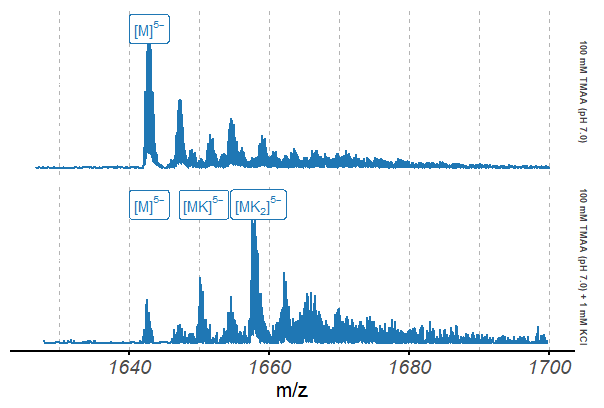 [M]⁵⁻
100 mM TMAA (pH 7.0)
[M]⁵⁻ [MK]⁵⁻ [MK₂]⁵⁻
100 mM TMAA (pH 7.0) + 1 mM KCl
1640 1660 1680 1700
m/z